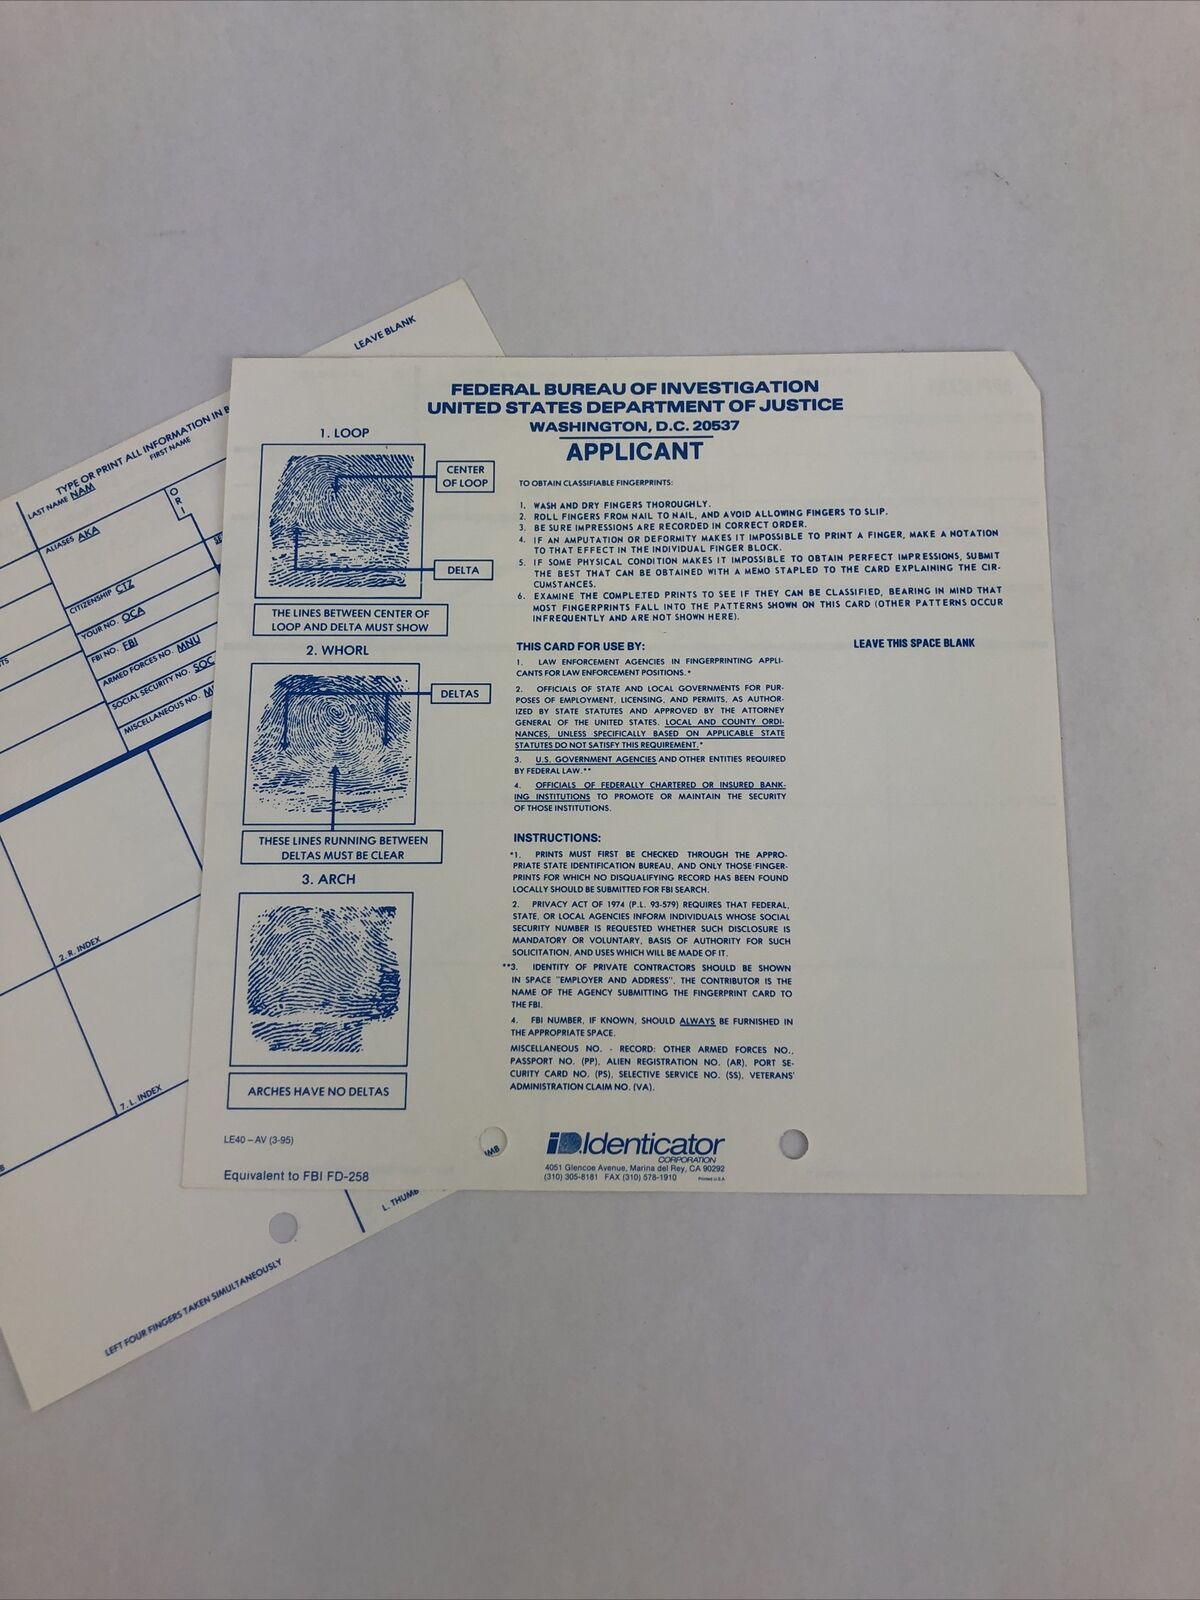 LEAVE BLANK
TYPE OR PRINT ALL INFORMATION IN
FIRST NAME
LAST NAME NAM
ALIASES AKA
O
R
I
CITIZENSHIP CTZ
YOUR NO. OCA
FBI NO. FBI
ARMED FORCES NO. MNU
SOCIAL SECURITY NO. SOC
MISCELLANEOUS NO.
2. R. INDEX
7. L. INDEX
L. THUMB
LEFT FOUR FINGERS TAKEN SIMULTANEOUSLY
FEDERAL BUREAU OF INVESTIGATION
UNITED STATES DEPARTMENT OF JUSTICE
WASHINGTON, D.C. 20537
APPLICANT
1. LOOP
CENTER
OF LOOP
DELTA
THE LINES BETWEEN CENTER OF
LOOP AND DELTA MUST SHOW
2. WHORL
DELTAS
THESE LINES RUNNING BETWEEN
DELTAS MUST BE CLEAR
3. ARCH
ARCHES HAVE NO DELTAS
LE40 – AV (3-95)
Equivalent to FBI FD-258
TO OBTAIN CLASSIFIABLE FINGERPRINTS:
1. WASH AND DRY FINGERS THOROUGHLY.
2. ROLL FINGERS FROM NAIL TO NAIL, AND AVOID ALLOWING FINGERS TO SLIP.
3. BE SURE IMPRESSIONS ARE RECORDED IN CORRECT ORDER.
4. IF AN AMPUTATION OR DEFORMITY MAKES IT IMPOSSIBLE TO PRINT A FINGER, MAKE A NOTATION
TO THAT EFFECT IN THE INDIVIDUAL FINGER BLOCK.
5. IF SOME PHYSICAL CONDITION MAKES IT IMPOSSIBLE TO OBTAIN PERFECT IMPRESSIONS, SUBMIT
THE BEST THAT CAN BE OBTAINED WITH A MEMO STAPLED TO THE CARD EXPLAINING THE CIR-
CUMSTANCES.
6. EXAMINE THE COMPLETED PRINTS TO SEE IF THEY CAN BE CLASSIFIED, BEARING IN MIND THAT
MOST FINGERPRINTS FALL INTO THE PATTERNS SHOWN ON THIS CARD (OTHER PATTERNS OCCUR
INFREQUENTLY AND ARE NOT SHOWN HERE).
THIS CARD FOR USE BY:
1. LAW ENFORCEMENT AGENCIES IN FINGERPRINTING APPLI-
CANTS FOR LAW ENFORCEMENT POSITIONS.*
2. OFFICIALS OF STATE AND LOCAL GOVERNMENTS FOR PUR-
POSES OF EMPLOYMENT, LICENSING, AND PERMITS, AS AUTHOR-
IZED BY STATE STATUTES AND APPROVED BY THE ATTORNEY
GENERAL OF THE UNITED STATES. LOCAL AND COUNTY ORDI-
NANCES, UNLESS SPECIFICALLY BASED ON APPLICABLE STATE
STATUTES DO NOT SATISFY THIS REQUIREMENT.*
3. U.S. GOVERNMENT AGENCIES AND OTHER ENTITIES REQUIRED
BY FEDERAL LAW.**
4. OFFICIALS OF FEDERALLY CHARTERED OR INSURED BANK-
ING INSTITUTIONS TO PROMOTE OR MAINTAIN THE SECURITY
OF THOSE INSTITUTIONS.
INSTRUCTIONS:
*1. PRINTS MUST FIRST BE CHECKED THROUGH THE APPRO-
PRIATE STATE IDENTIFICATION BUREAU, AND ONLY THOSE FINGER-
PRINTS FOR WHICH NO DISQUALIFYING RECORD HAS BEEN FOUND
LOCALLY SHOULD BE SUBMITTED FOR FBI SEARCH.
2. PRIVACY ACT OF 1974 (P.L. 93-579) REQUIRES THAT FEDERAL,
STATE, OR LOCAL AGENCIES INFORM INDIVIDUALS WHOSE SOCIAL
SECURITY NUMBER IS REQUESTED WHETHER SUCH DISCLOSURE IS
MANDATORY OR VOLUNTARY, BASIS OF AUTHORITY FOR SUCH
SOLICITATION, AND USES WHICH WILL BE MADE OF IT.
**3. IDENTITY OF PRIVATE CONTRACTORS SHOULD BE SHOWN
IN SPACE "EMPLOYER AND ADDRESS". THE CONTRIBUTOR IS THE
NAME OF THE AGENCY SUBMITTING THE FINGERPRINT CARD TO
THE FBI.
4. FBI NUMBER, IF KNOWN, SHOULD ALWAYS BE FURNISHED IN
THE APPROPRIATE SPACE.
MISCELLANEOUS NO. - RECORD: OTHER ARMED FORCES NO.,
PASSPORT NO. (PP), ALIEN REGISTRATION NO. (AR), PORT SE-
CURITY CARD NO. (PS), SELECTIVE SERVICE NO. (SS), VETERANS'
ADMINISTRATION CLAIM NO. (VA).
LEAVE THIS SPACE BLANK
iD.Identicator
CORPORATION
4051 Glencoe Avenue, Marina del Rey, CA 90292
(310) 305-8181 FAX (310) 578-1910
Printed U.S.A